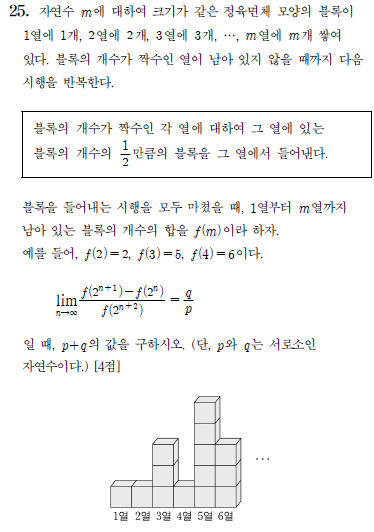 25. 자연수 m에 대하여 크기가 같은 정육면체 모양의 블록이
1열에 1개, 2열에 2개, 3열에 3개, ⋯, m열에 m개 쌓여
있다. 블록의 개수가 짝수인 열이 남아 있지 않을 때까지 다음
시행을 반복한다.
블록의 개수가 짝수인 각 열에 대하여 그 열에 있는
블록의 개수의 1/2만큼의 블록을 그 열에서 들어낸다.
블록을 들어내는 시행을 모두 마쳤을 때, 1열부터 m열까지
남아 있는 블록의 개수의 합을 f(m)이라 하자.
예를 들어, f(2)=2, f(3)=5, f(4)=6이다.
lim_{n→∞} (f(2^{n+1})-f(2^n))/f(2^{n+2}) = q/p
일 때, p+q의 값을 구하시오. (단, p와 q는 서로소인
자연수이다.) [4점]
⋯
1열 2열 3열 4열 5열 6열